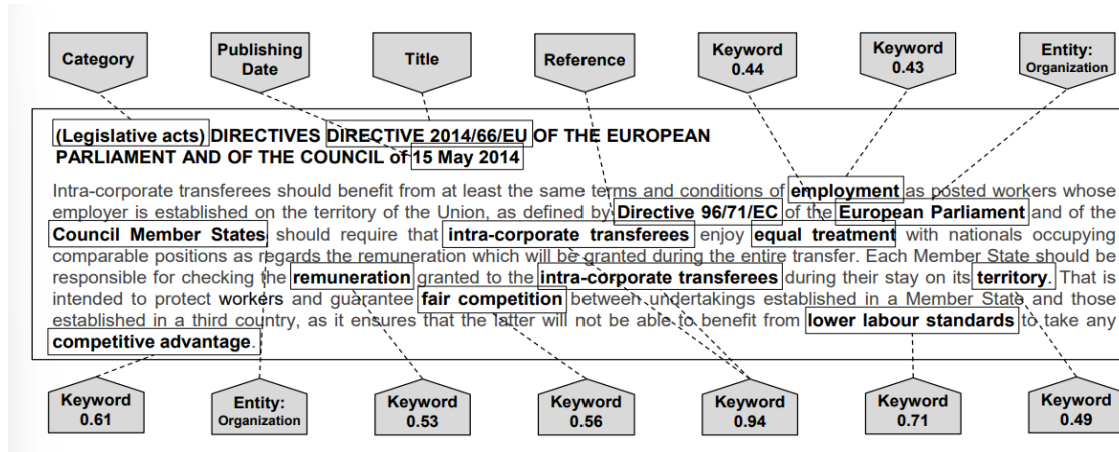 Category
Publishing
Date
Title
Reference
Keyword
0.44
Keyword
0.43
Entity:
Organization
(Legislative acts) DIRECTIVES DIRECTIVE 2014/66/EU OF THE EUROPEAN
PARLIAMENT AND OF THE COUNCIL of 15 May 2014
Intra-corporate transferees should benefit from at least the same terms and conditions of employment as posted workers whose
employer is established on the territory of the Union, as defined by Directive 96/71/EC of the European Parliament and of the
Council Member States, should require that intra-corporate transferees enjoy equal treatment with nationals occupying
comparable positions as regards the remuneration which will be granted during the entire transfer. Each Member State should be
responsible for checking the remuneration granted to the intra-corporate transferees during their stay on its territory. That is
intended to protect workers and guarantee fair competition between undertakings established in a Member State and those
established in a third country, as it ensures that the latter will not be able to benefit from lower labour standards to take any
competitive advantage.
Keyword
0.61
Entity:
Organization
Keyword
0.53
Keyword
0.56
Keyword
0.94
Keyword
0.71
Keyword
0.49